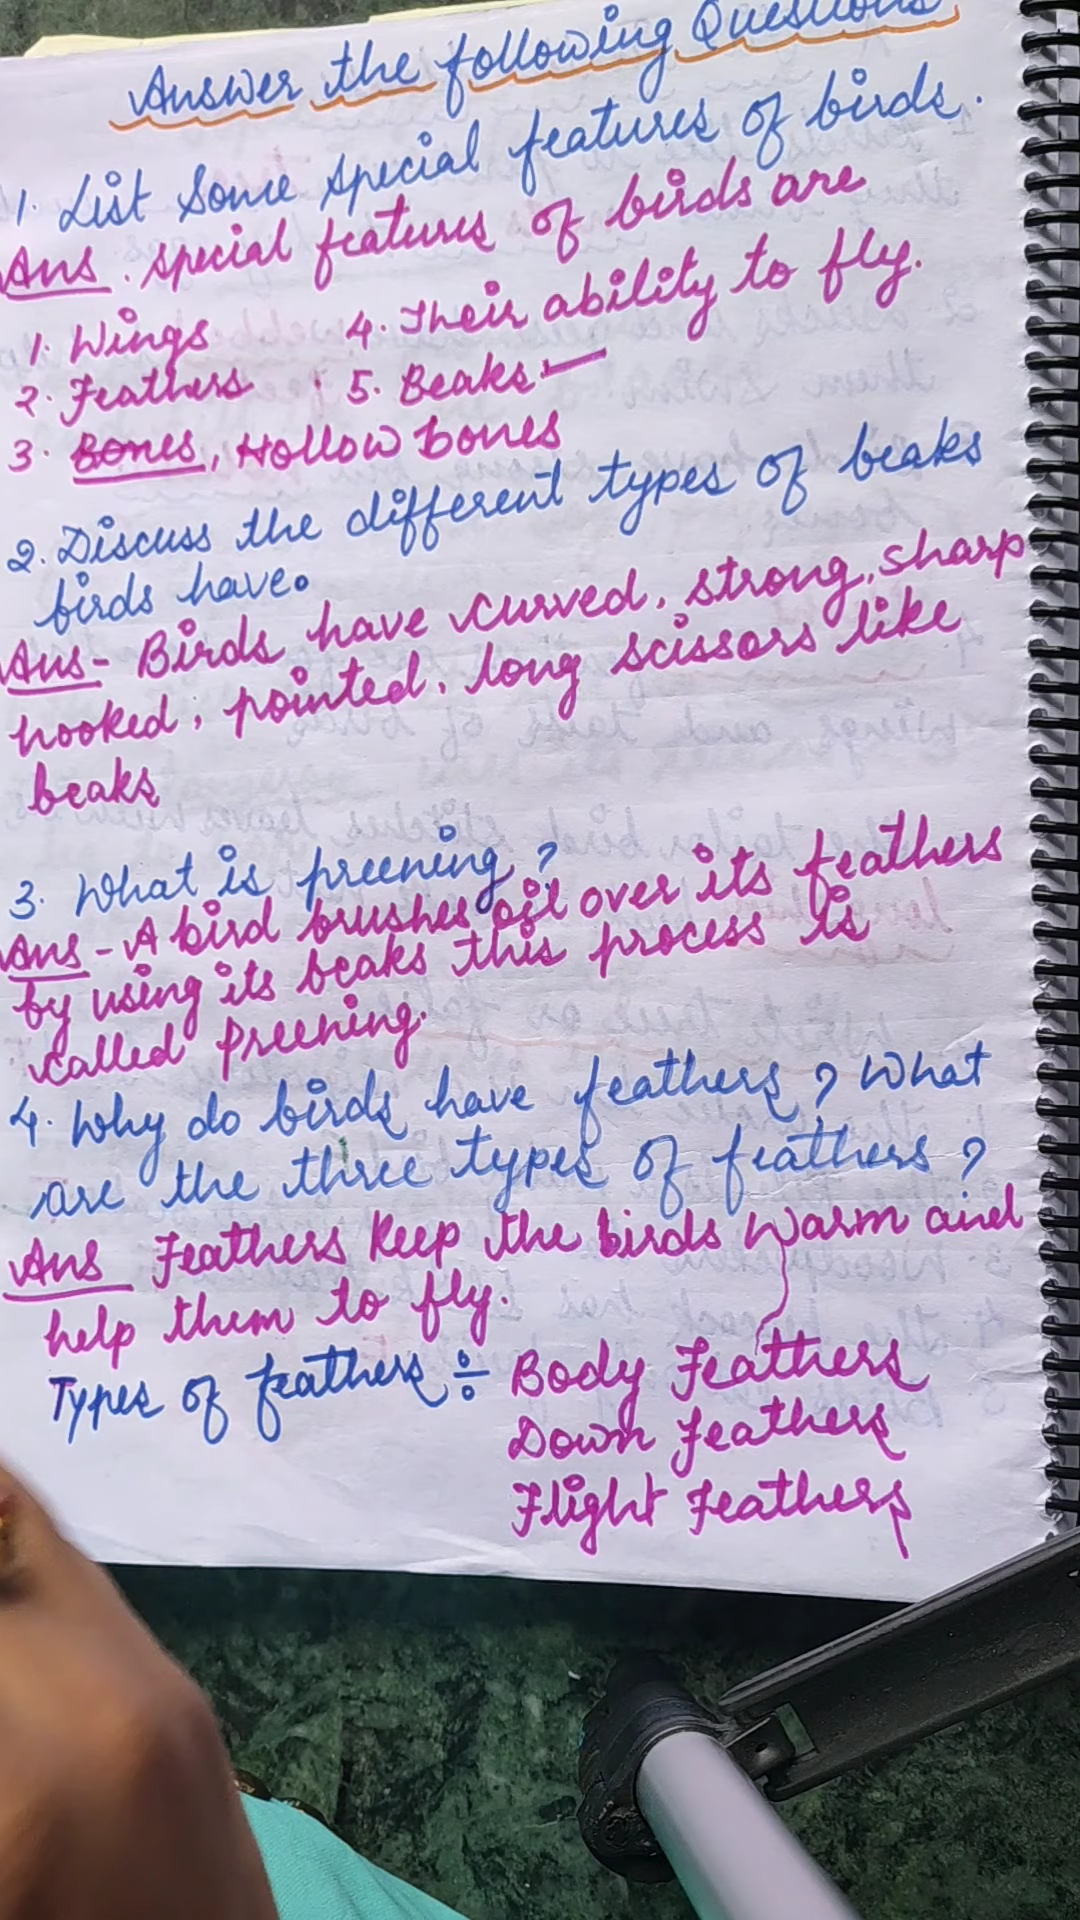 Answer the following Questions
1. List Some special features of birds.
Ans. special features of birds are
1. Wings 4. Their ability to fly.
2. Feathers 5. Beaks
3. Bones, Hollow bones
2. Discuss the different types of beaks
birds have.
Ans- Birds have curved, strong, sharp
hooked, pointed, long scissors like
beaks
3. What is preening?
Ans - A bird brushes oil over its feathers
by using its beaks this process is
called preening.
4. Why do birds have feathers? What
are the three types of feathers?
Ans Feathers keep the birds warm and
help them to fly.
Types of feathers ÷ Body Feathers
Down Feathers
Flight Feathers